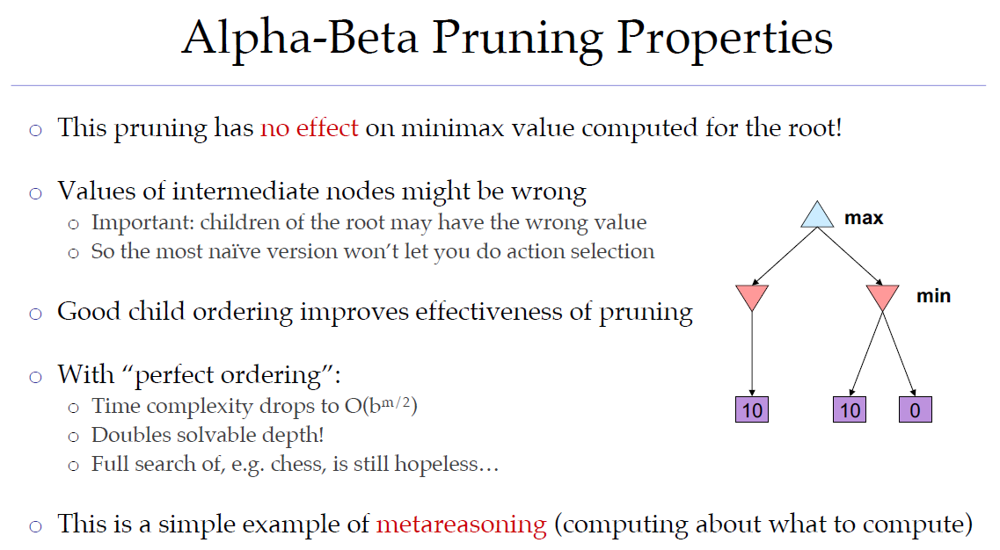 Alpha-Beta Pruning Properties
○ This pruning has no effect on minimax value computed for the root!
○ Values of intermediate nodes might be wrong
○ Important: children of the root may have the wrong value
○ So the most naïve version won’t let you do action selection
○ Good child ordering improves effectiveness of pruning
○ With “perfect ordering”:
○ Time complexity drops to O(b^{m/2})
○ Doubles solvable depth!
○ Full search of, e.g. chess, is still hopeless…
○ This is a simple example of metareasoning (computing about what to compute)
max
min
10 10 0